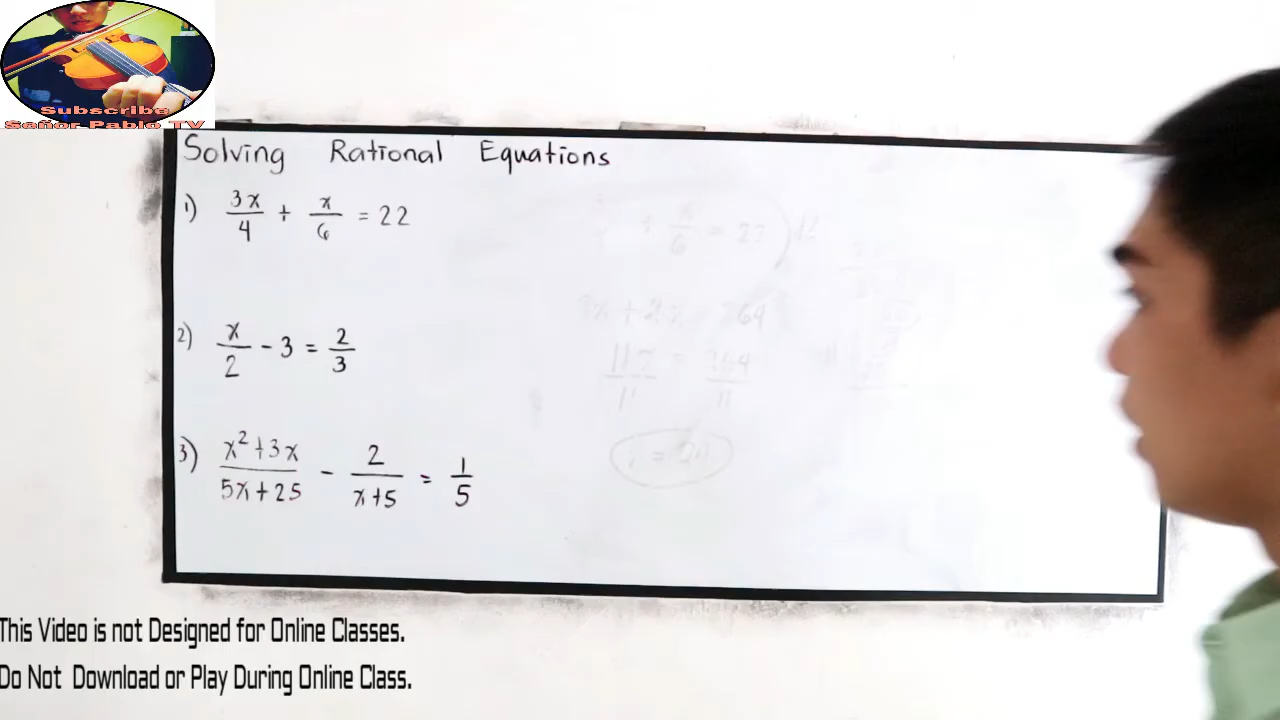 Subscribe
Señor Pablo TV
Solving Rational Equations
1) 3x/4 + x/6 = 22
2) x/2 - 3 = 2/3
3) x²+3x/5x+25 - 2/x+5 = 1/5
This Video is not Designed for Online Classes.
Do Not Download or Play During Online Class.